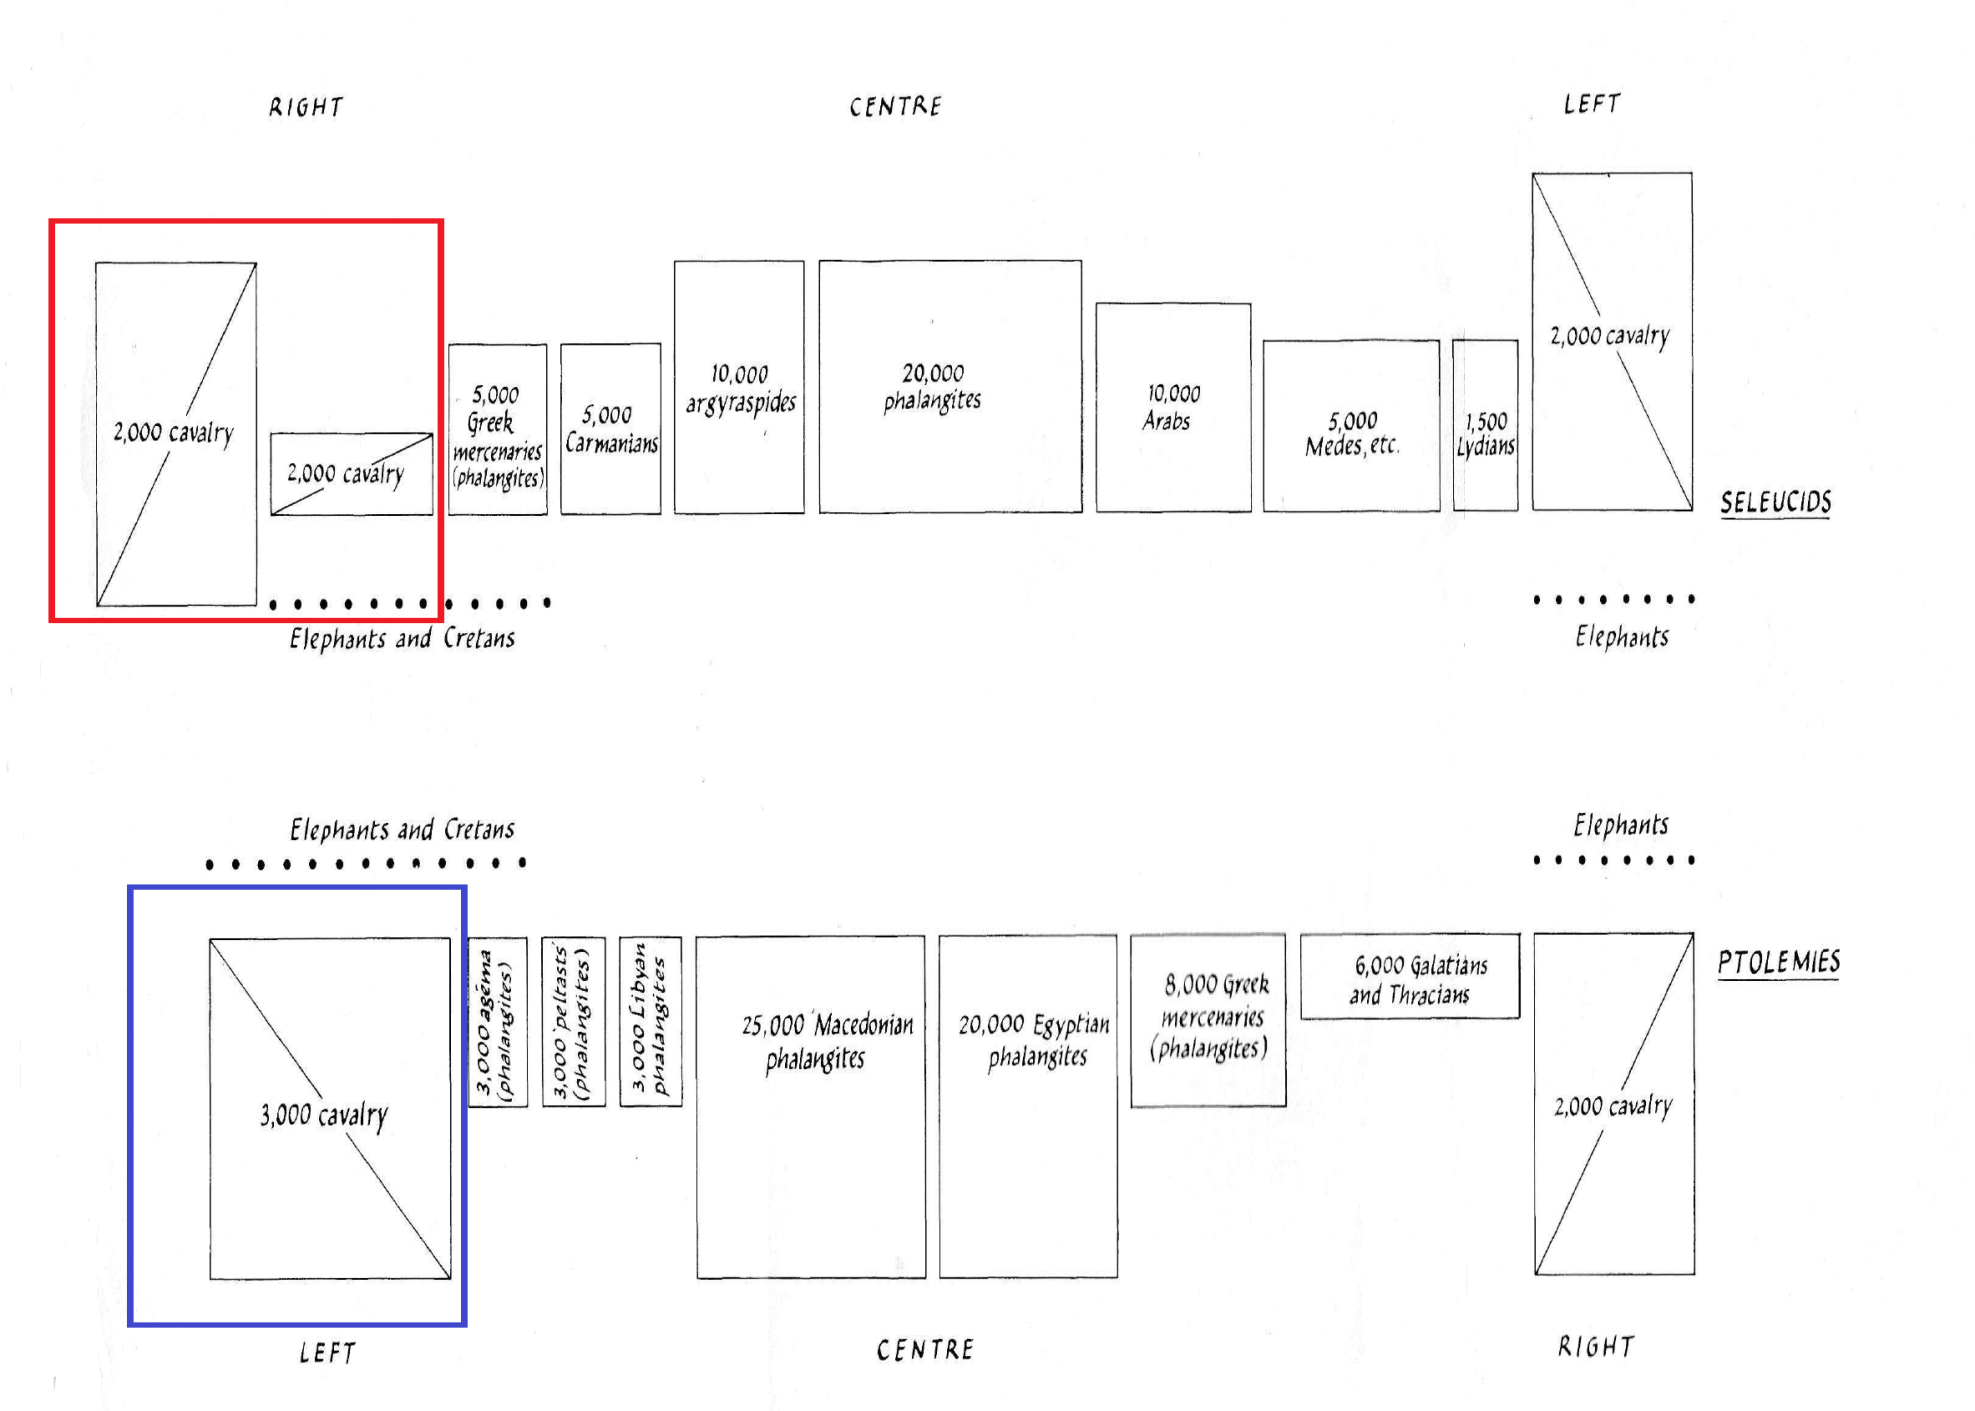 RIGHT
CENTRE
LEFT
2,000 cavalry
2,000 cavalry
5,000
Greek
mercenaries
(phalangites)
5,000
Carmanians
10,000
argyraspides
20,000
phalangites
10,000
Arabs
5,000
Medes, etc.
1,500
Lydians
2,000 cavalry
SELEUCIDS
Elephants and Cretans
Elephants
Elephants and Cretans
Elephants
3,000 cavalry
3,000 agema
(phalangites)
3,000 'peltasts'
(phalangites)
3,000 Libyan
phalangites
25,000 'Macedonian
phalangites
20,000 Egyptian
phalangites
8,000 Greek
mercenaries
(phalangites)
6,000 Galatians
and Thracians
2,000 cavalry
PTOLEMIES
LEFT
CENTRE
RIGHT